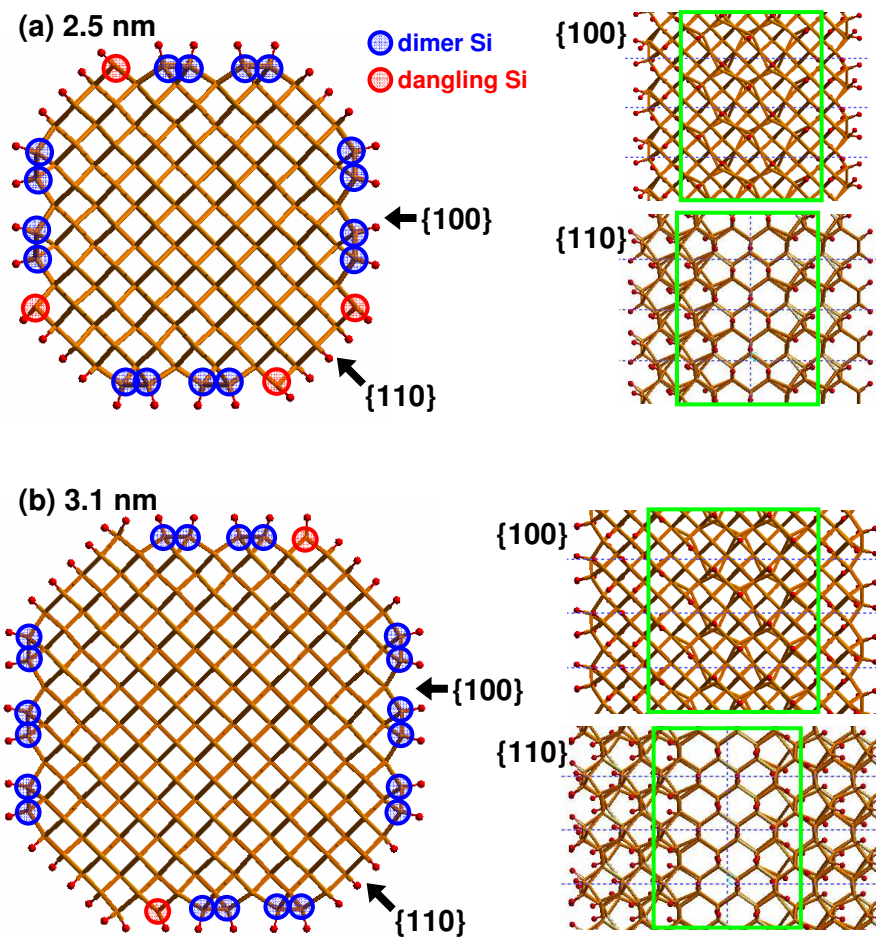 (a) 2.5 nm
dimer Si
dangling Si
{100}
{110}
{100}
{110}
(b) 3.1 nm
{100}
{110}
{100}
{110}